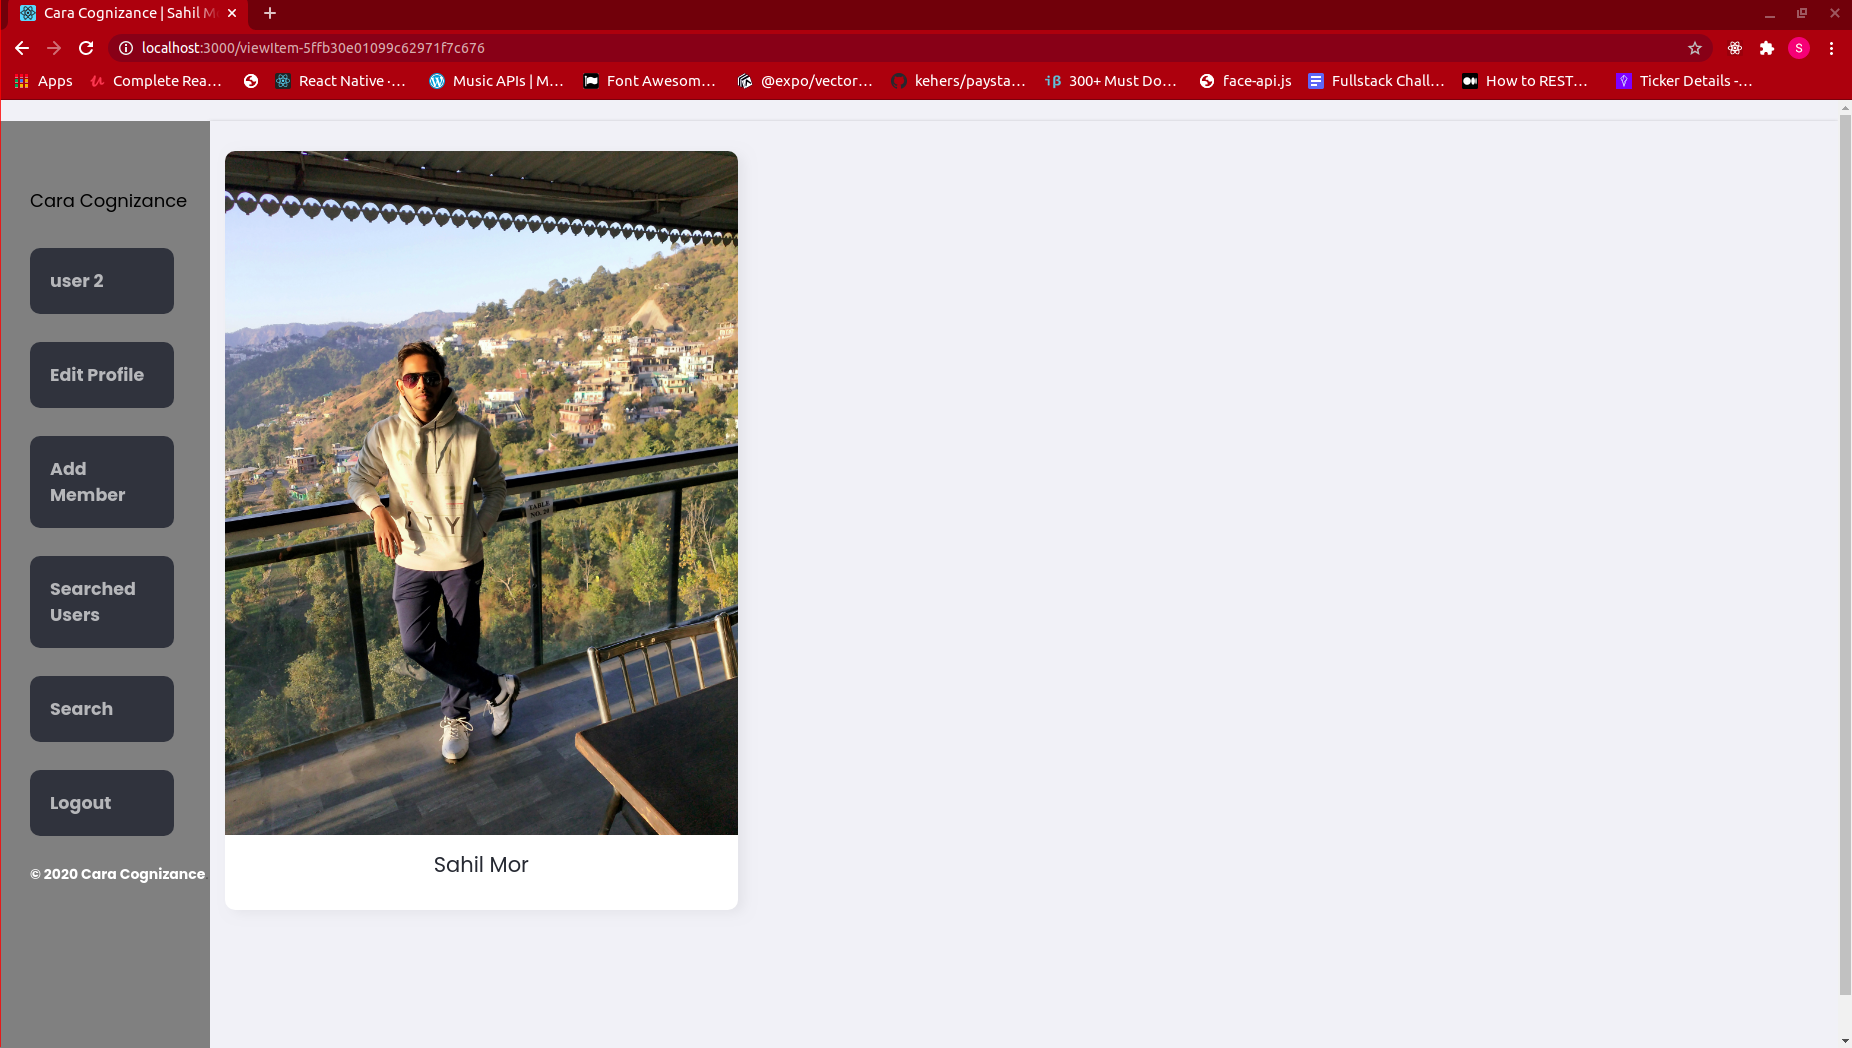 Cara Cognizance | Sahil M
localhost:3000/viewItem-5ffb30e01099c62971f7c676
S
Apps
Complete Rea...
React Native ·...
Music APIs | M...
Font Awesom...
@expo/vector...
kehers/paysta...
iβ 300+ Must Do...
face-api.js
Fullstack Chall...
How to REST...
Ticker Details -...
Cara Cognizance
user 2
Edit Profile
Add
Member
Searched
Users
Search
Logout
© 2020 Cara Cognizance
TABLE
Sahil Mor